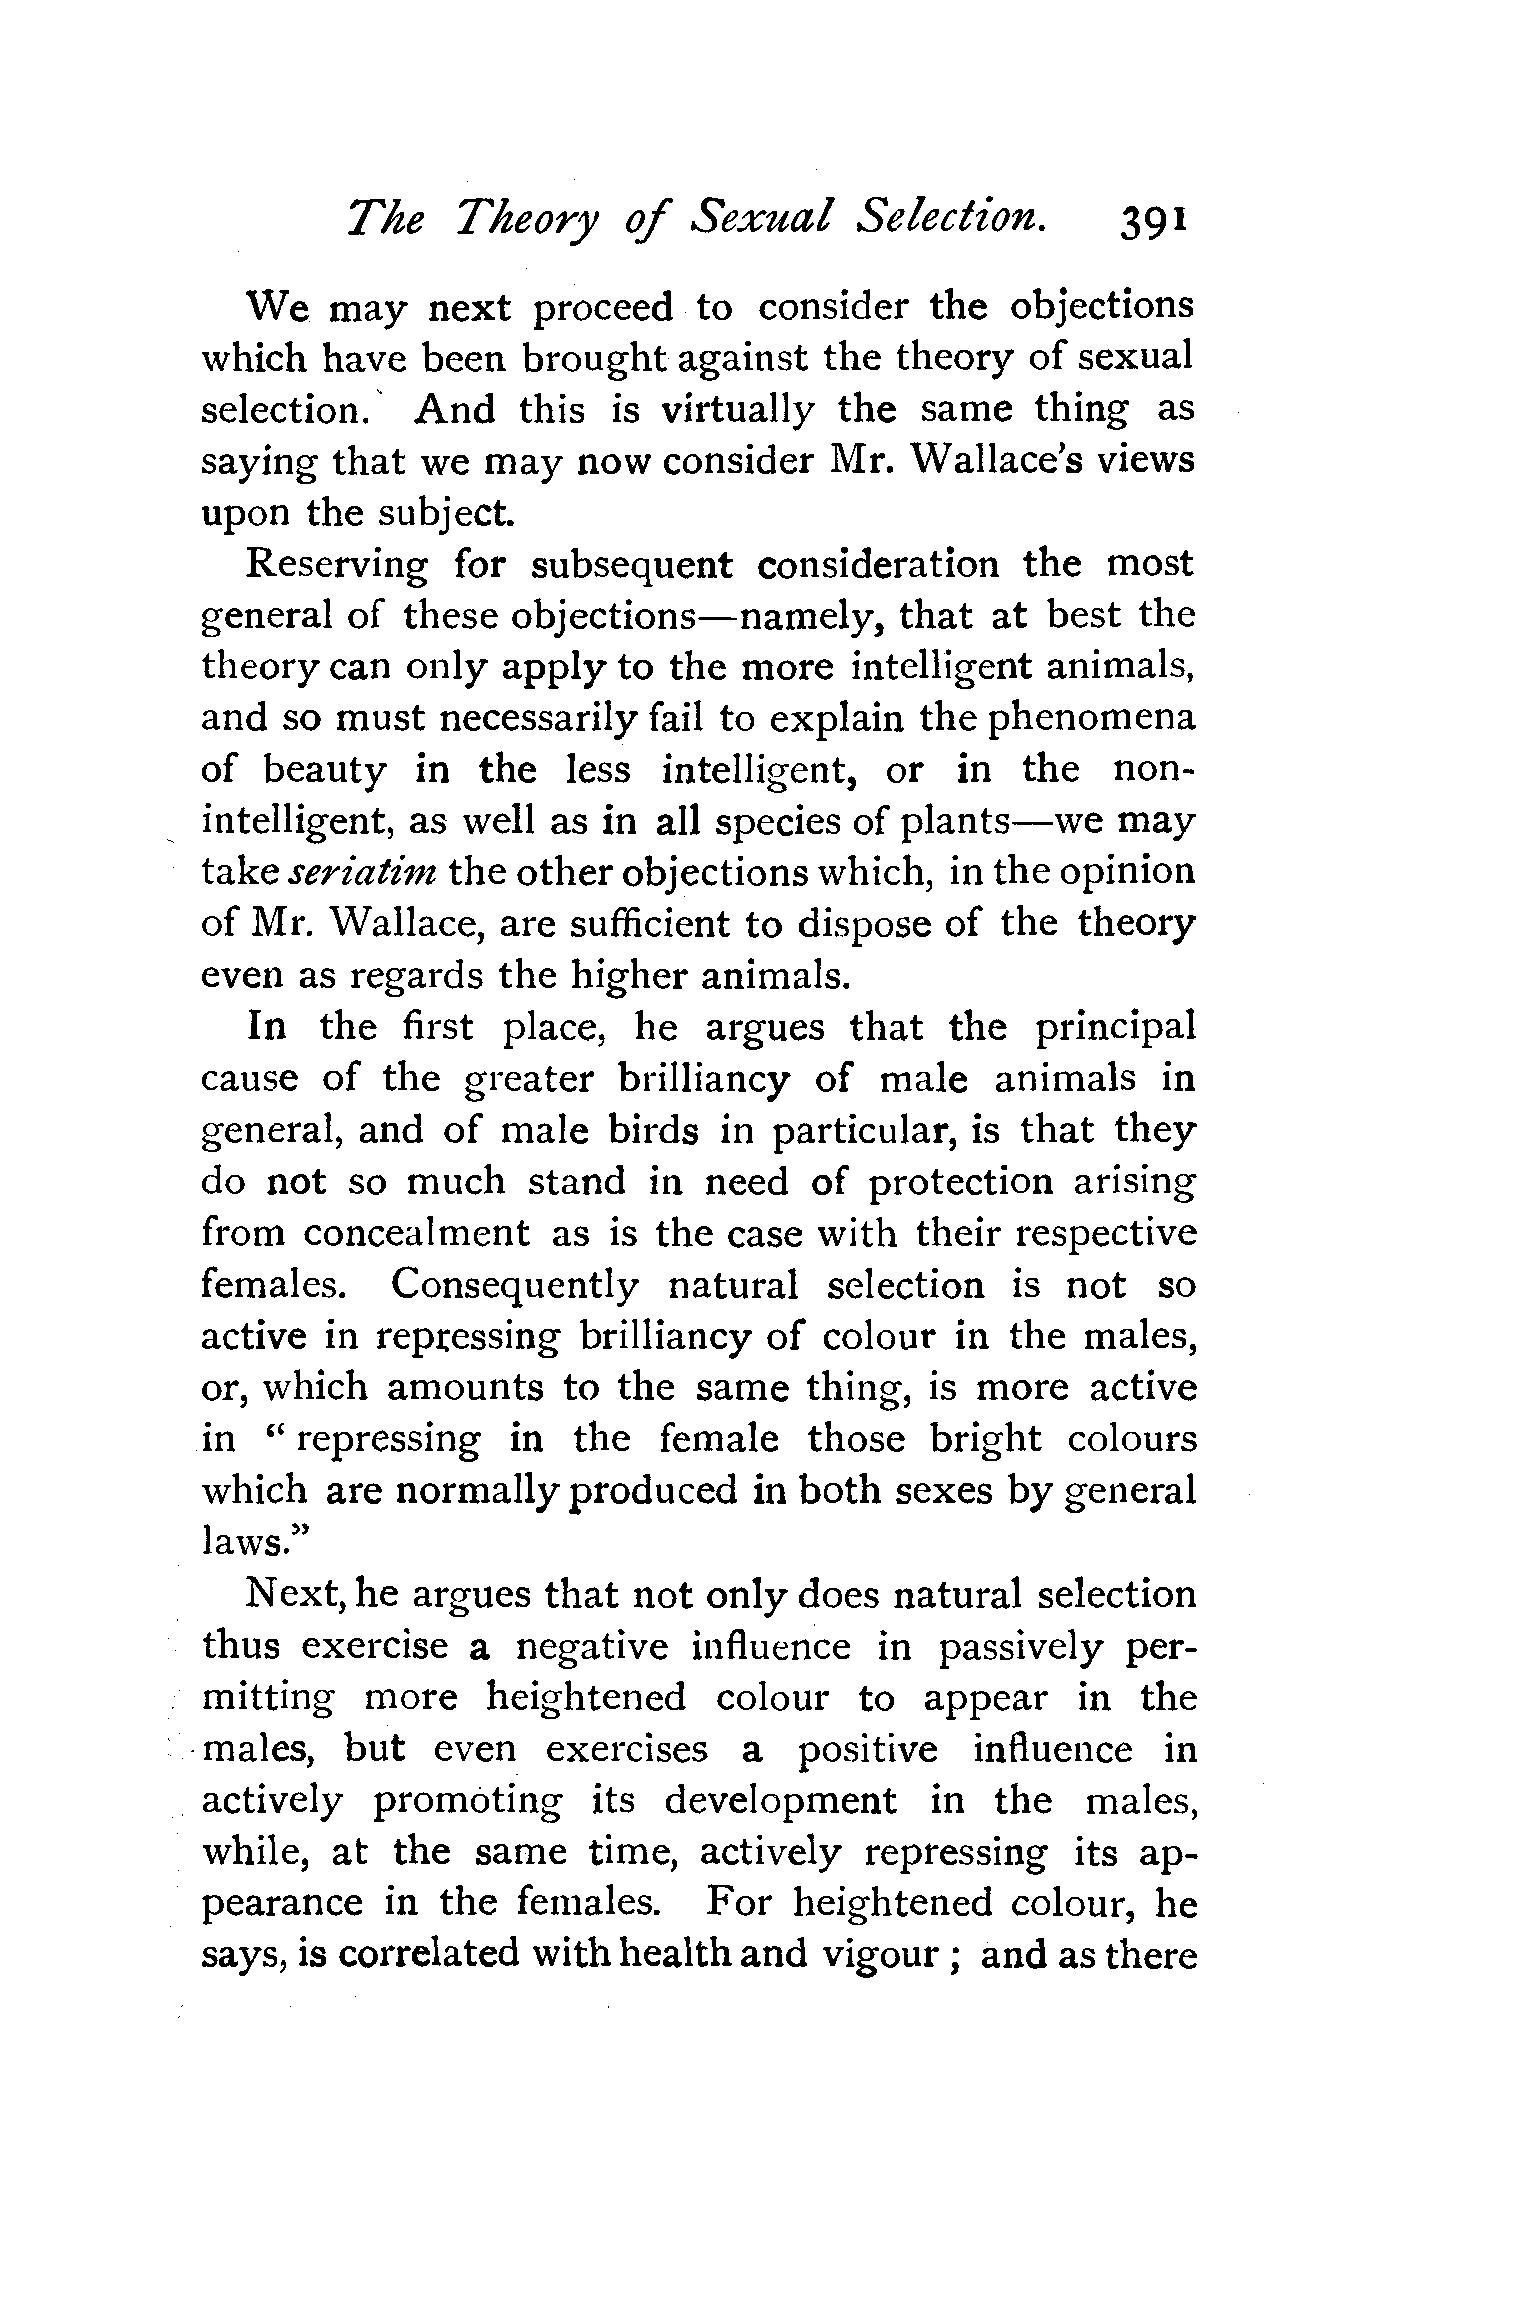 The Theory of Sexual Selection. 391
We may next proceed to consider the objections
which have been brought against the theory of sexual
selection. And this is virtually the same thing as
saying that we may now consider Mr. Wallace's views
upon the subject.
Reserving for subsequent consideration the most
general of these objections—namely, that at best the
theory can only apply to the more intelligent animals,
and so must necessarily fail to explain the phenomena
of beauty in the less intelligent, or in the non-
intelligent, as well as in all species of plants—we may
take seriatim the other objections which, in the opinion
of Mr. Wallace, are sufficient to dispose of the theory
even as regards the higher animals.
In the first place, he argues that the principal
cause of the greater brilliancy of male animals in
general, and of male birds in particular, is that they
do not so much stand in need of protection arising
from concealment as is the case with their respective
females. Consequently natural selection is not so
active in repressing brilliancy of colour in the males,
or, which amounts to the same thing, is more active
in “ repressing in the female those bright colours
which are normally produced in both sexes by general
laws.”
Next, he argues that not only does natural selection
thus exercise a negative influence in passively per-
mitting more heightened colour to appear in the
males, but even exercises a positive influence in
actively promoting its development in the males,
while, at the same time, actively repressing its ap-
pearance in the females. For heightened colour, he
says, is correlated with health and vigour ; and as there